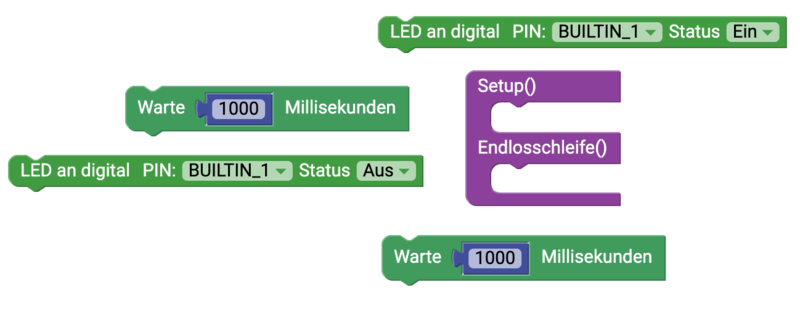 LED an digital PIN: BUILTIN_1 Status Ein
Setup()
Warte 1000 Millisekunden
Endlosschleife()
LED an digital PIN: BUILTIN_1 Status Aus
Warte 1000 Millisekunden